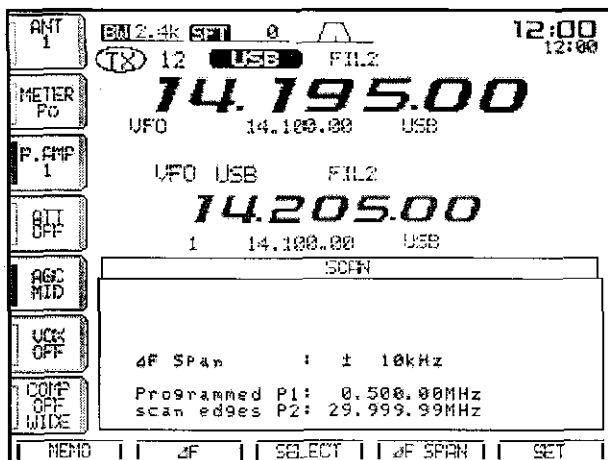 ANT
1
BW 2.4k SFT 0
12:00
12:00
TX 12 USB FIL2
METER
Po
14.195.00
VFO 14.100.00 USB
P.AMP
1
VFO USB FIL2
ATT
OFF
14.205.00
1 14.100.00 USB
AGC
MID
SCAN
VOX
OFF
ΔF Span : ± 10kHz
COMP
OFF
WIDE
Programmed P1: 0.500.00MHz
scan edges P2: 29.999.99MHz
MEMO ΔF SELECT ΔF SPAN SET